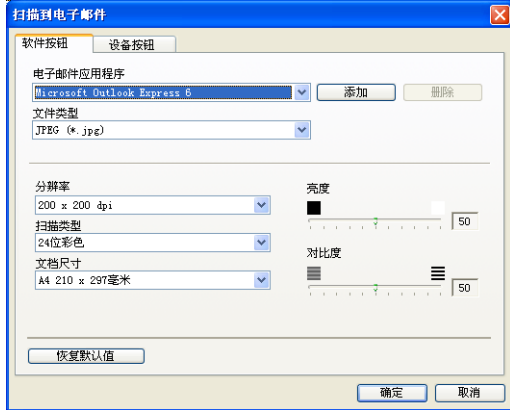 扫描到电子邮件
软件按钮 设备按钮
电子邮件应用程序
Microsoft Outlook Express 6 添加 删除
文件类型
JPEG (*.jpg)
分辨率 亮度
200 x 200 dpi
扫描类型 50
24位彩色
文档尺寸 对比度
A4 210 x 297毫米
50
恢复默认值
确定 取消